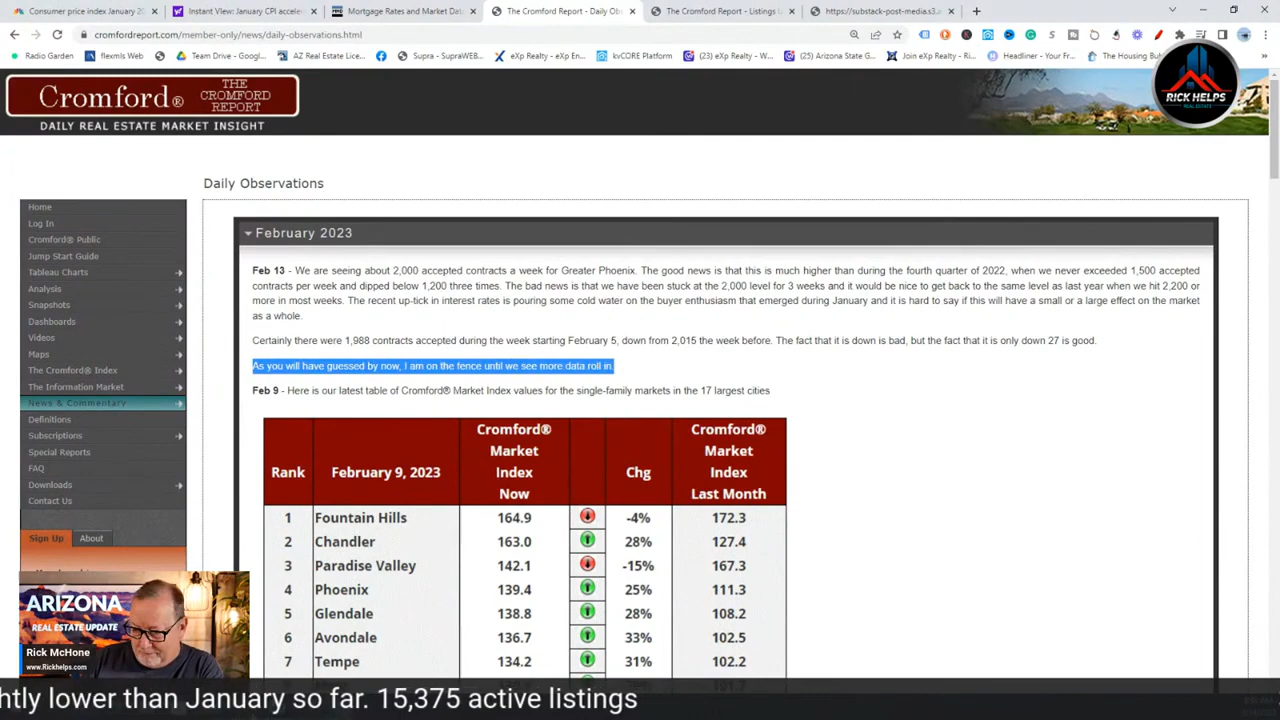 Consumer price index January 20
Instant View: January CPI accele
Mortgage Rates and Market Dat
The Cromford Report - Daily Ob
The Cromford Report - Listings U
https://substack-post-media.s3.a
cromfordreport.com/member-only/news/daily-observations.html
Radio Garden
flexmls Web
Team Drive - Googl...
AZ Real Estate Lice...
Supra - SupraWEB...
eXp Realty - eXp En...
kvCORE Platform
(23) eXp Realty - W...
(25) Arizona State G...
Join eXp Realty - Ri...
Headliner - Your Fr...
The Housing Bu
Cromford®
THE
CROMFORD
REPORT
DAILY REAL ESTATE MARKET INSIGHT
RICK HELPS
REAL ESTATE
Daily Observations
Home
Log In
Cromford® Public
Jump Start Guide
Tableau Charts
Analysis
Snapshots
Dashboards
Videos
Maps
The Cromford® Index
The Information Market
News & Commentary
Definitions
Subscriptions
Special Reports
FAQ
Downloads
Contact Us
Sign Up
About
February 2023
Feb 13 - We are seeing about 2,000 accepted contracts a week for Greater Phoenix. The good news is that this is much higher than during the fourth quarter of 2022, when we never exceeded 1,500 accepted
contracts per week and dipped below 1,200 three times. The bad news is that we have been stuck at the 2,000 level for 3 weeks and it would be nice to get back to the same level as last year when we hit 2,200 or
more in most weeks. The recent up-tick in interest rates is pouring some cold water on the buyer enthusiasm that emerged during January and it is hard to say if this will have a small or a large effect on the market
as a whole.
Certainly there were 1,988 contracts accepted during the week starting February 5, down from 2,015 the week before. The fact that it is down is bad, but the fact that it is only down 27 is good.
As you will have guessed by now, I am on the fence until we see more data roll in.
Feb 9 - Here is our latest table of Cromford® Market Index values for the single-family markets in the 17 largest cities
Rank February 9, 2023 Cromford® Market Index Now Chg Cromford® Market Index Last Month
1 Fountain Hills 164.9 -4% 172.3
2 Chandler 163.0 28% 127.4
3 Paradise Valley 142.1 -15% 167.3
4 Phoenix 139.4 25% 111.3
5 Glendale 138.8 28% 108.2
6 Avondale 136.7 33% 102.5
7 Tempe 134.2 31% 102.2
ARIZONA
REAL ESTATE UPDATE
Rick McHone
www.Rickhelps.com
htly lower than January so far. 15,375 active listings